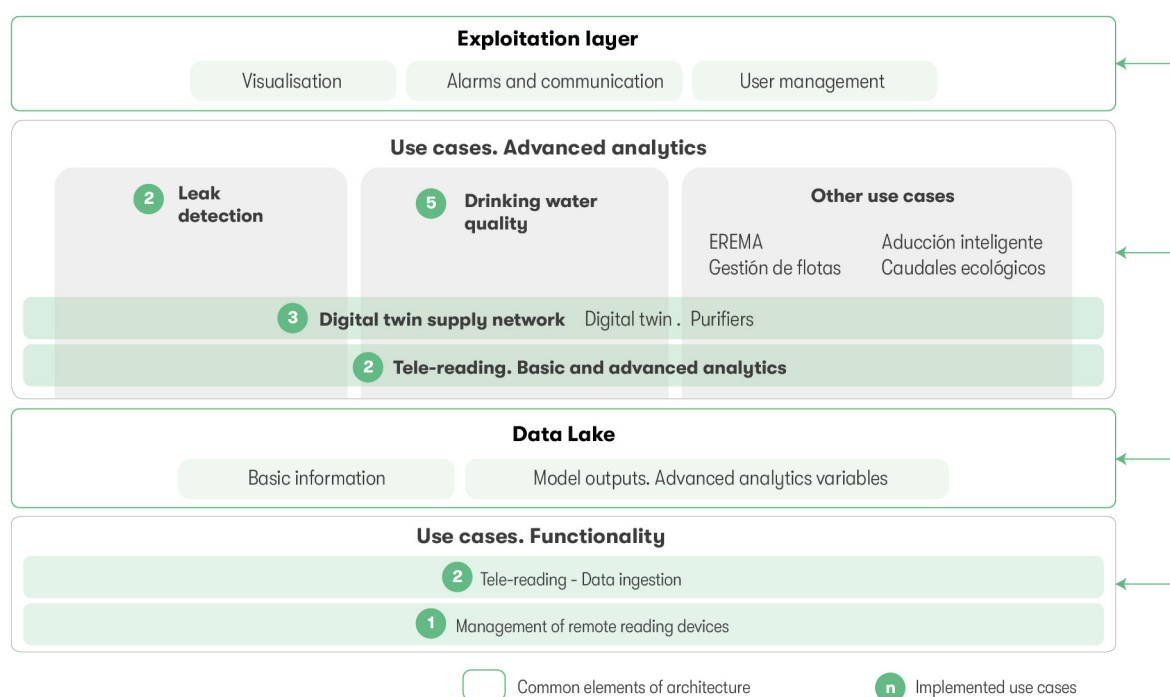 Exploitation layer
Visualisation
Alarms and communication
User management
Use cases. Advanced analytics
2
Leak
detection
5
Drinking water
quality
Other use cases
EREMA
Aducción inteligente
Gestión de flotas
Caudales ecológicos
3
Digital twin supply network Digital twin . Purifiers
2
Tele-reading. Basic and advanced analytics
Data Lake
Basic information
Model outputs. Advanced analytics variables
Use cases. Functionality
2
Tele-reading - Data ingestion
1
Management of remote reading devices
Common elements of architecture
n
Implemented use cases